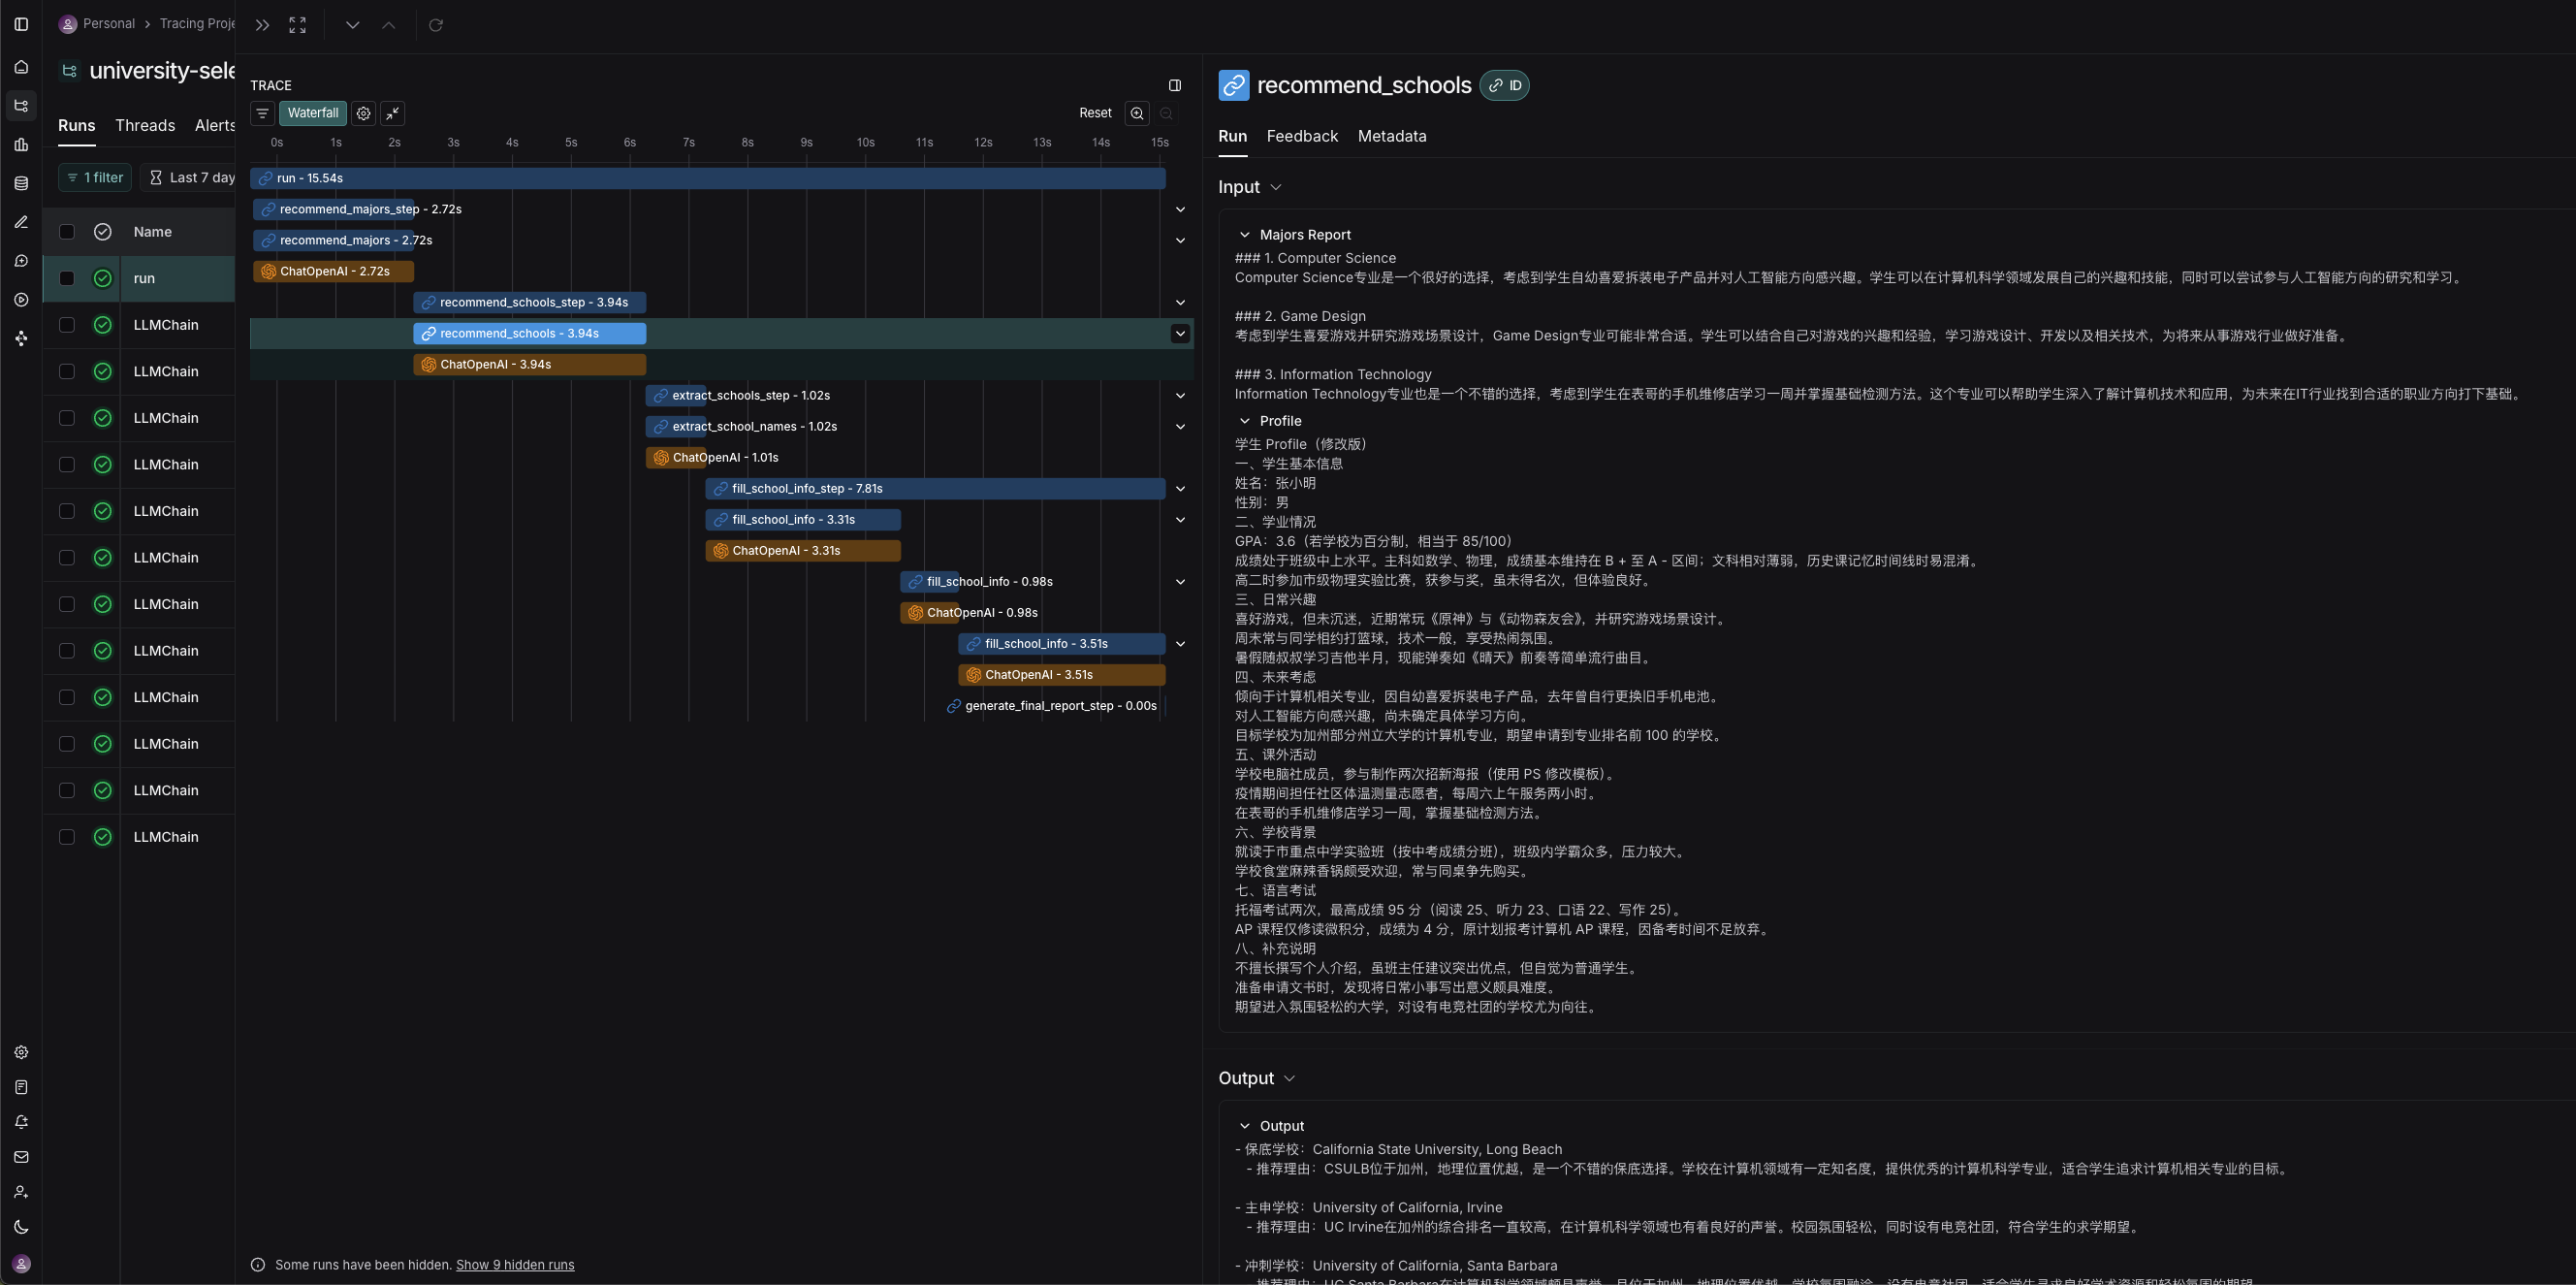 Personal > Tracing Proje
university-sele
Runs Threads Alerts
1 filter Last 7 day
Name
run
LLMChain
LLMChain
LLMChain
LLMChain
LLMChain
LLMChain
LLMChain
LLMChain
LLMChain
LLMChain
LLMChain
LLMChain
TRACE
Waterfall Reset
0s 1s 2s 3s 4s 5s 6s 7s 8s 9s 10s 11s 12s 13s 14s 15s
run - 15.54s
recommend_majors_step - 2.72s
recommend_majors - 2.72s
ChatOpenAI - 2.72s
recommend_schools_step - 3.94s
recommend_schools - 3.94s
ChatOpenAI - 3.94s
extract_schools_step - 1.02s
extract_school_names - 1.02s
ChatOpenAI - 1.01s
fill_school_info_step - 7.81s
fill_school_info - 3.31s
ChatOpenAI - 3.31s
fill_school_info - 0.98s
ChatOpenAI - 0.98s
fill_school_info - 3.51s
ChatOpenAI - 3.51s
generate_final_report_step - 0.00s
Some runs have been hidden. Show 9 hidden runs
recommend_schools ID
Run Feedback Metadata
Input
Majors Report
### 1. Computer Science
Computer Science专业是一个很好的选择，考虑到学生自幼喜爱拆装电子产品并对人工智能方向感兴趣。学生可以在计算机科学领域发展自己的兴趣和技能，同时可以尝试参与人工智能方向的研究和学习。
### 2. Game Design
考虑到学生喜爱游戏并研究游戏场景设计，Game Design专业可能非常合适。学生可以结合自己对游戏的兴趣和经验，学习游戏设计、开发以及相关技术，为将来从事游戏行业做好准备。
### 3. Information Technology
Information Technology专业也是一个不错的选择，考虑到学生在表哥的手机维修店学习一周并掌握基础检测方法。这个专业可以帮助学生深入了解计算机技术和应用，为未来在IT行业找到合适的职业方向打下基础。
Profile
学生 Profile（修改版）
一、学生基本信息
姓名：张小明
性别：男
二、学业情况
GPA：3.6（若学校为百分制，相当于 85/100）
成绩处于班级中上水平。主科如数学、物理，成绩基本维持在 B + 至 A - 区间；文科相对薄弱，历史课记忆时间线时易混淆。
高二时参加市级物理实验比赛，获参与奖，虽未得名次，但体验良好。
三、日常兴趣
喜好游戏，但未沉迷，近期常玩《原神》与《动物森友会》，并研究游戏场景设计。
周末常与同学相约打篮球，技术一般，享受热闹氛围。
暑假随叔叔学习吉他半月，现能弹奏如《晴天》前奏等简单流行曲目。
四、未来考虑
倾向于计算机相关专业，因自幼喜爱拆装电子产品，去年曾自行更换旧手机电池。
对人工智能方向感兴趣，尚未确定具体学习方向。
目标学校为加州部分州立大学的计算机专业，期望申请到专业排名前 100 的学校。
五、课外活动
学校电脑社成员，参与制作两次招新海报（使用 PS 修改模板）。
疫情期间担任社区体温测量志愿者，每周六上午服务两小时。
在表哥的手机维修店学习一周，掌握基础检测方法。
六、学校背景
就读于市重点中学实验班（按中考成绩分班），班级内学霸众多，压力较大。
学校食堂麻辣香锅颇受欢迎，常与同桌争先购买。
七、语言考试
托福考试两次，最高成绩 95 分（阅读 25、听力 23、口语 22、写作 25）。
AP 课程仅修读微积分，成绩为 4 分，原计划报考计算机 AP 课程，因备考时间不足放弃。
八、补充说明
不擅长撰写个人介绍，虽班主任建议突出优点，但自觉为普通学生。
准备申请文书时，发现将日常小事写出意义颇具难度。
期望进入氛围轻松的大学，对设有电竞社团的学校尤为向往。
Output
Output
- 保底学校：California State University, Long Beach
- 推荐理由：CSULB位于加州，地理位置优越，是一个不错的保底选择。学校在计算机领域有一定知名度，提供优秀的计算机科学专业，适合学生追求计算机相关专业的目标。
- 主申学校：University of California, Irvine
- 推荐理由：UC Irvine在加州的综合排名一直较高，在计算机科学领域也有着良好的声誉。校园氛围轻松，同时设有电竞社团，符合学生的求学期望。
- 冲刺学校：University of California, Santa Barbara